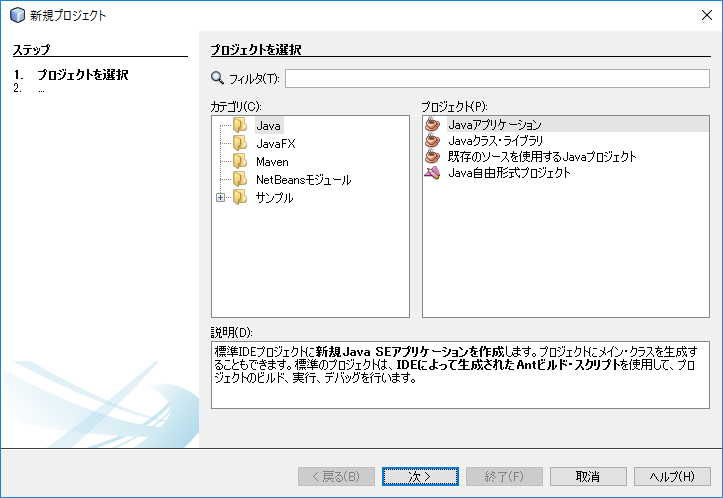 新規プロジェクト
ステップ
1. プロジェクトを選択
2. ...
プロジェクトを選択
フィルタ(T):
カテゴリ(C):
Java
JavaFX
Maven
NetBeansモジュール
サンプル
プロジェクト(P):
Javaアプリケーション
Javaクラス・ライブラリ
既存のソースを使用するJavaプロジェクト
Java自由形式プロジェクト
説明(D):
標準IDEプロジェクトに新規Java SEアプリケーションを作成します。プロジェクトにメイン・クラスを生成す
ることもできます。標準のプロジェクトは、IDEによって生成されたAntビルド・スクリプトを使用して、プロ
ジェクトのビルド、実行、デバッグを行います。
< 戻る(B)
次 >
終了(F)
取消
ヘルプ(H)